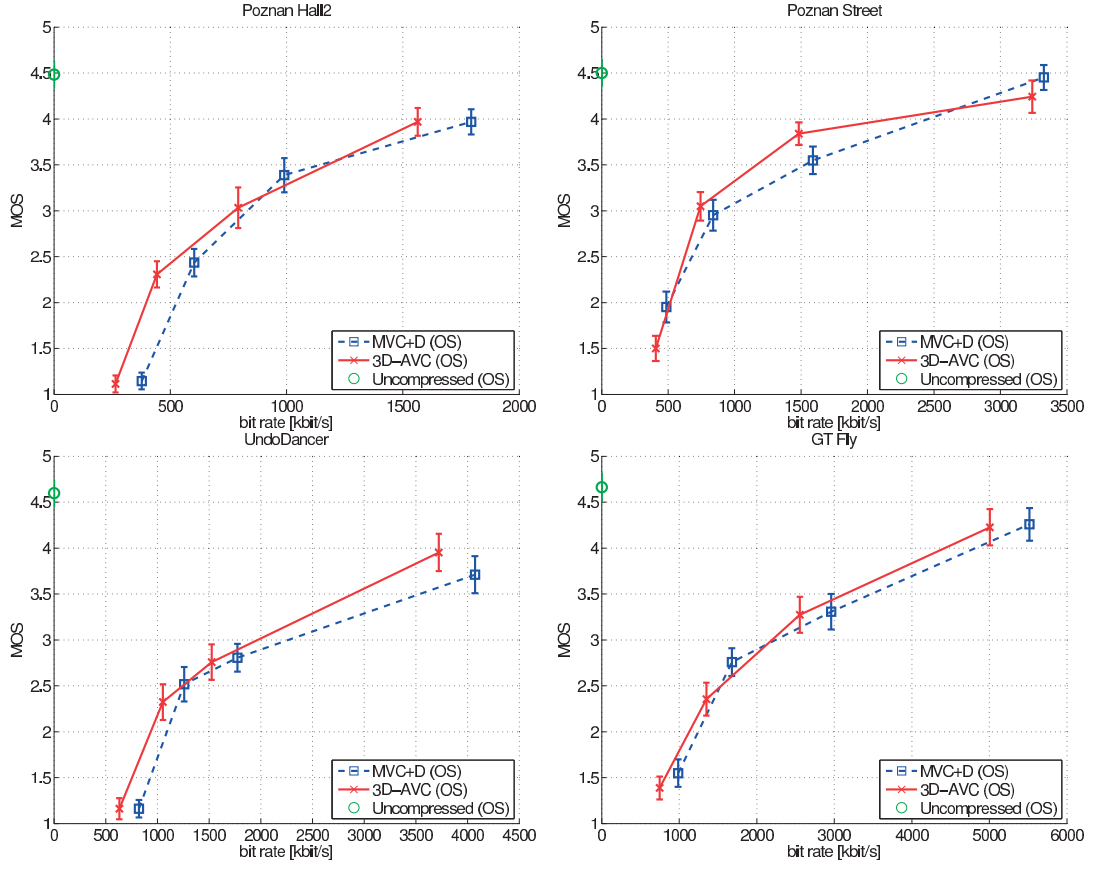 Poznan Hall2
5
4.5
4
3.5
3
2.5
2
1.5
1
MOS
0 500 1000 1500 2000
bit rate [kbit/s]
MVC+D (OS)
3D-AVC (OS)
Uncompressed (OS)
Poznan Street
5
4.5
4
3.5
3
2.5
2
1.5
1
MOS
0 500 1000 1500 2000 2500 3000 3500
bit rate [kbit/s]
MVC+D (OS)
3D-AVC (OS)
Uncompressed (OS)
UndoDancer
5
4.5
4
3.5
3
2.5
2
1.5
1
MOS
0 500 1000 1500 2000 2500 3000 3500 4000 4500
bit rate [kbit/s]
MVC+D (OS)
3D-AVC (OS)
Uncompressed (OS)
GT Fly
5
4.5
4
3.5
3
2.5
2
1.5
1
MOS
0 1000 2000 3000 4000 5000 6000
bit rate [kbit/s]
MVC+D (OS)
3D-AVC (OS)
Uncompressed (OS)